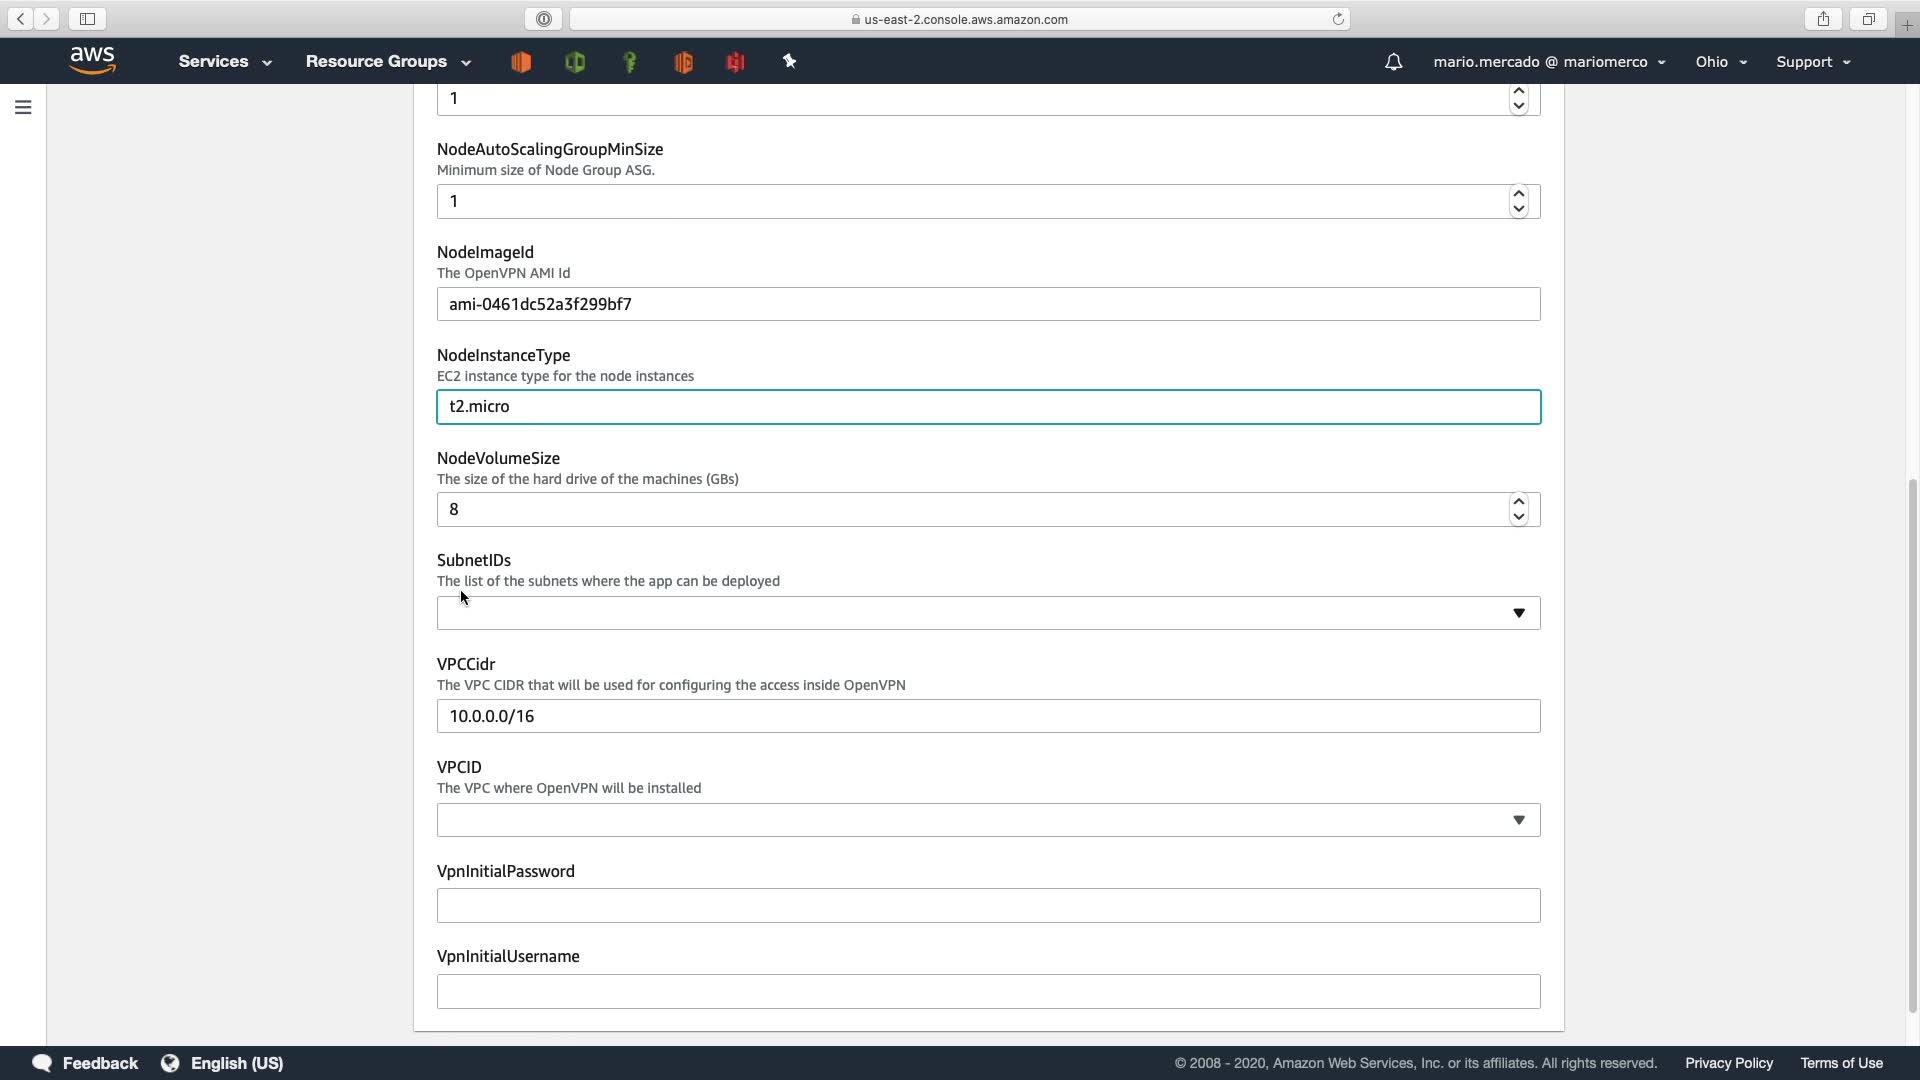 us-east-2.console.aws.amazon.com
aws Services Resource Groups mario.mercado @ mariomerco Ohio Support
1
NodeAutoScalingGroupMinSize
Minimum size of Node Group ASG.
1
NodeImageId
The OpenVPN AMI Id
ami-0461dc52a3f299bf7
NodeInstanceType
EC2 instance type for the node instances
t2.micro
NodeVolumeSize
The size of the hard drive of the machines (GBs)
8
SubnetIDs
The list of the subnets where the app can be deployed
VPCCidr
The VPC CIDR that will be used for configuring the access inside OpenVPN
10.0.0.0/16
VPCID
The VPC where OpenVPN will be installed
VpnInitialPassword
VpnInitialUsername
Feedback English (US) © 2008 - 2020, Amazon Web Services, Inc. or its affiliates. All rights reserved. Privacy Policy Terms of Use